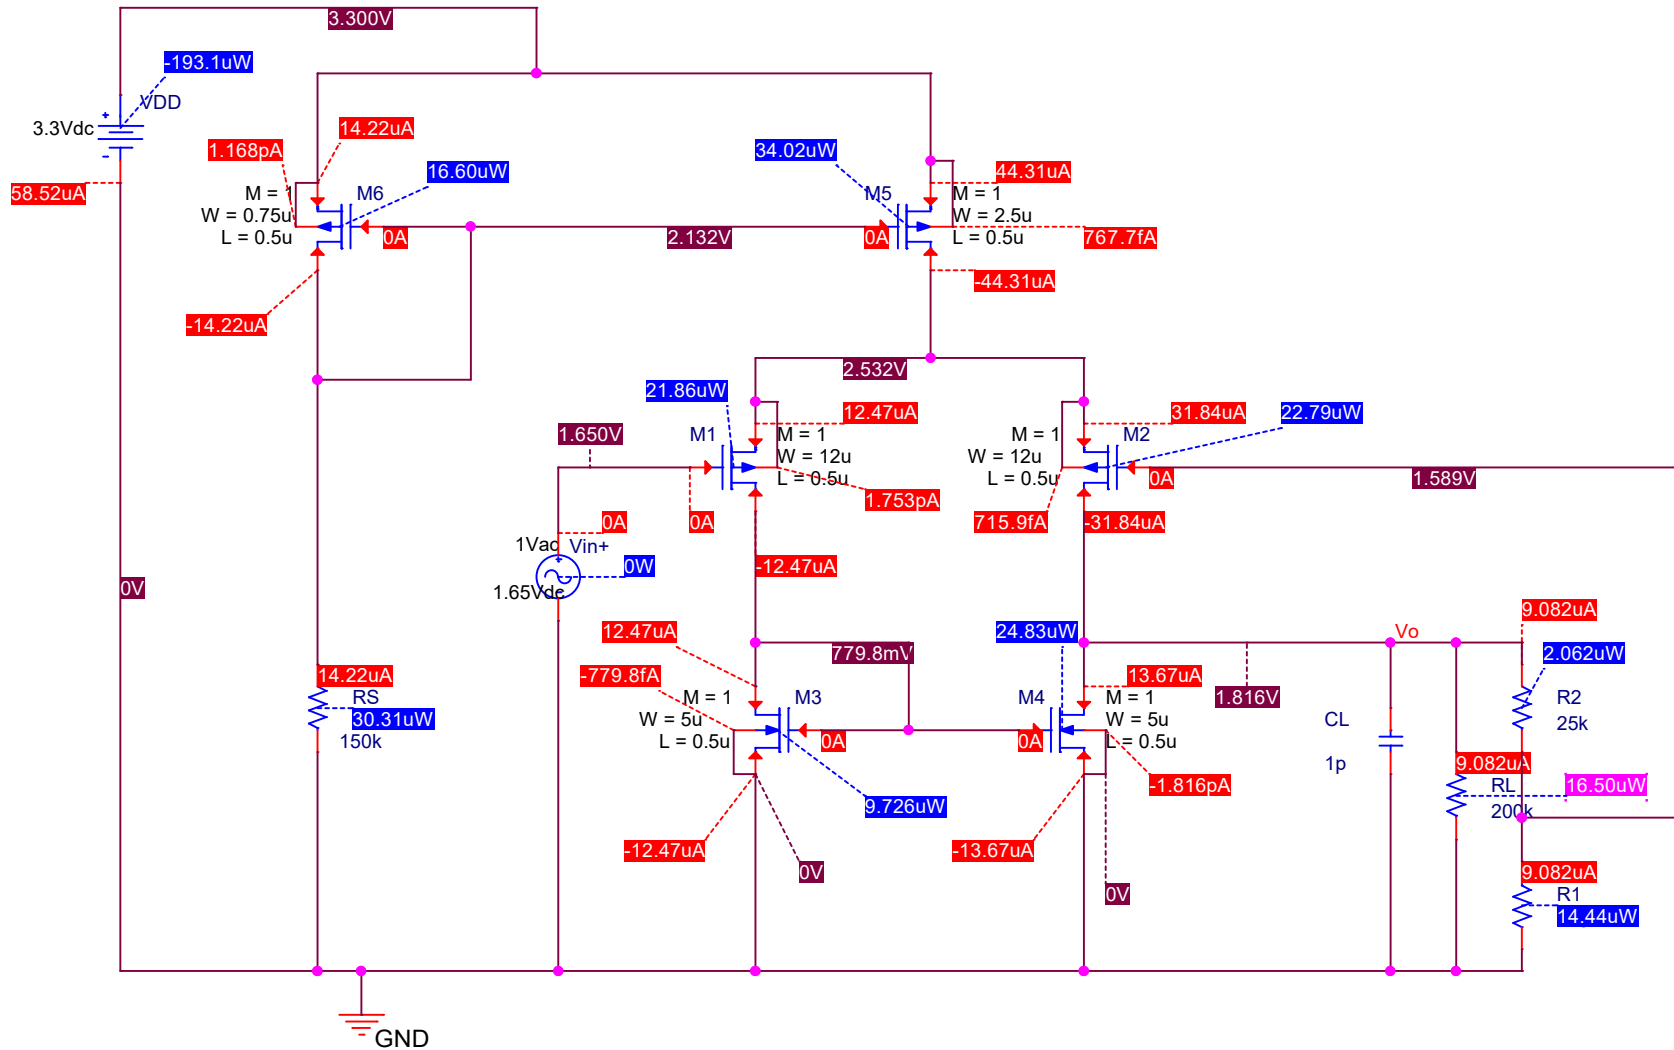 3.300V
-193.1uW
VDD
3.3Vdc
14.22uA
1.168pA
16.60uW
34.02uW
44.31uA
58.52uA
M = 1
M6
M5
M = 1
W = 0.75u
W = 2.5u
L = 0.5u
0A
2.132V
0A
L = 0.5u
767.7fA
-44.31uA
-14.22uA
2.532V
21.86uW
12.47uA
31.84uA
22.79uW
1.650V
M1
M = 1
M = 1
M2
W = 12u
W = 12u
L = 0.5u
L = 0.5u
0A
1.589V
1.753pA
0A
0A
715.9fA
-31.84uA
1Vac
Vin+
0W
-12.47uA
1.65Vdc
0V
12.47uA
24.83uW
Vo
9.082uA
779.8mV
2.062uW
14.22uA
-779.8fA
13.67uA
1.816V
RS
M = 1
M3
M4
M = 1
R2
30.31uW
W = 5u
W = 5u
CL
25k
150k
L = 0.5u
0A
0A
L = 0.5u
1p
9.082uA
-1.816pA
RL
16.50uW
9.726uW
200k
-12.47uA
-13.67uA
0V
9.082uA
0V
R1
14.44uW
GND